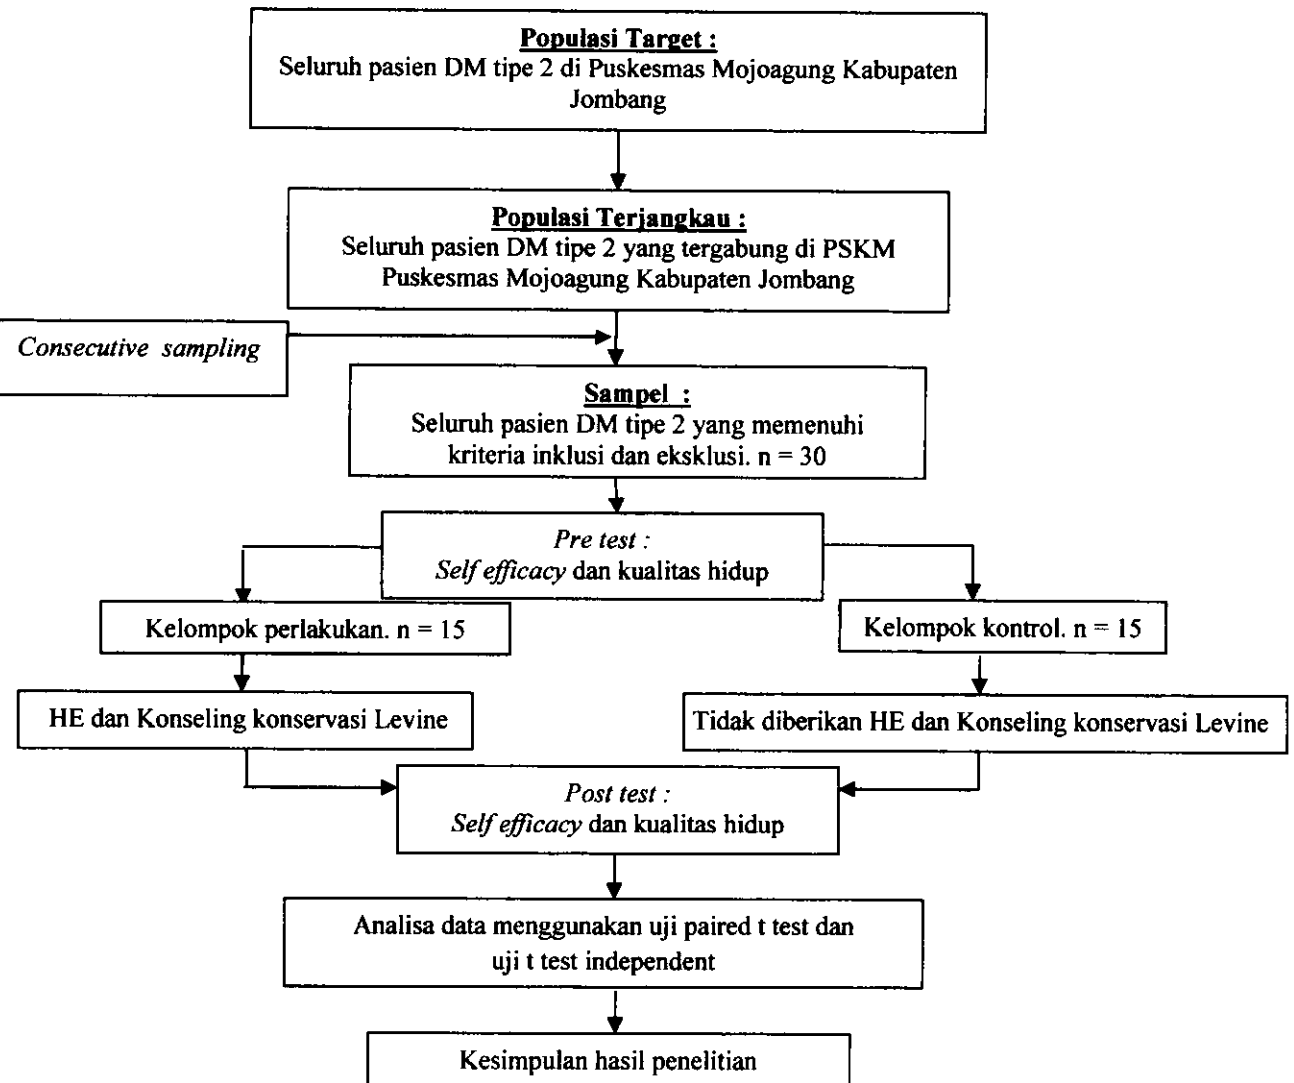 Populasi Target :
Seluruh pasien DM tipe 2 di Puskesmas Mojoagung Kabupaten
Jombang
Populasi Terjangkau :
Seluruh pasien DM tipe 2 yang tergabung di PSKM
Puskesmas Mojoagung Kabupaten Jombang
Consecutive sampling
Sampel :
Seluruh pasien DM tipe 2 yang memenuhi
kriteria inklusi dan eksklusi. n = 30
Pre test :
Self efficacy dan kualitas hidup
Kelompok perlakukan. n = 15
Kelompok kontrol. n = 15
HE dan Konseling konservasi Levine
Tidak diberikan HE dan Konseling konservasi Levine
Post test :
Self efficacy dan kualitas hidup
Analisa data menggunakan uji paired t test dan
uji t test independent
Kesimpulan hasil penelitian